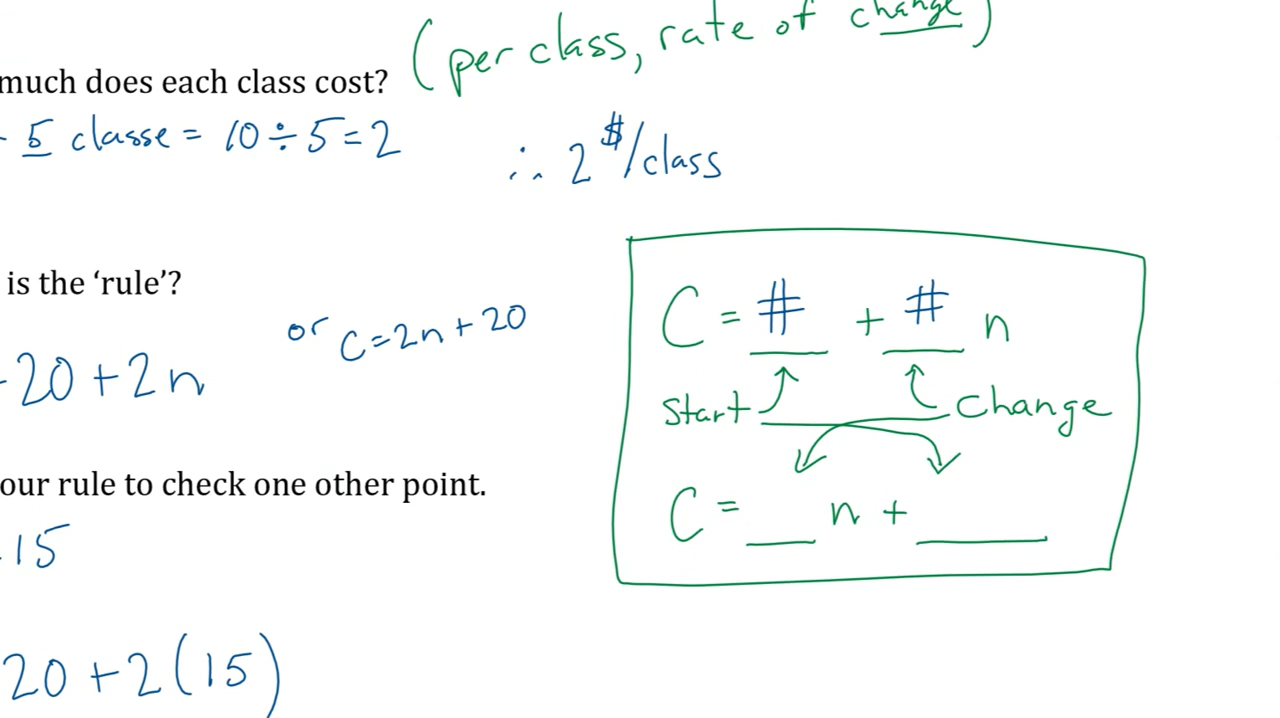 (per class, rate of change)
much does each class cost?
5 classe = 10 ÷ 5 = 2
∴ 2 $/class
is the ‘rule’?
or C = 2n + 20
20 + 2n
C = # + # n
Start Change
C = __ n + __
our rule to check one other point.
15
20 + 2(15)